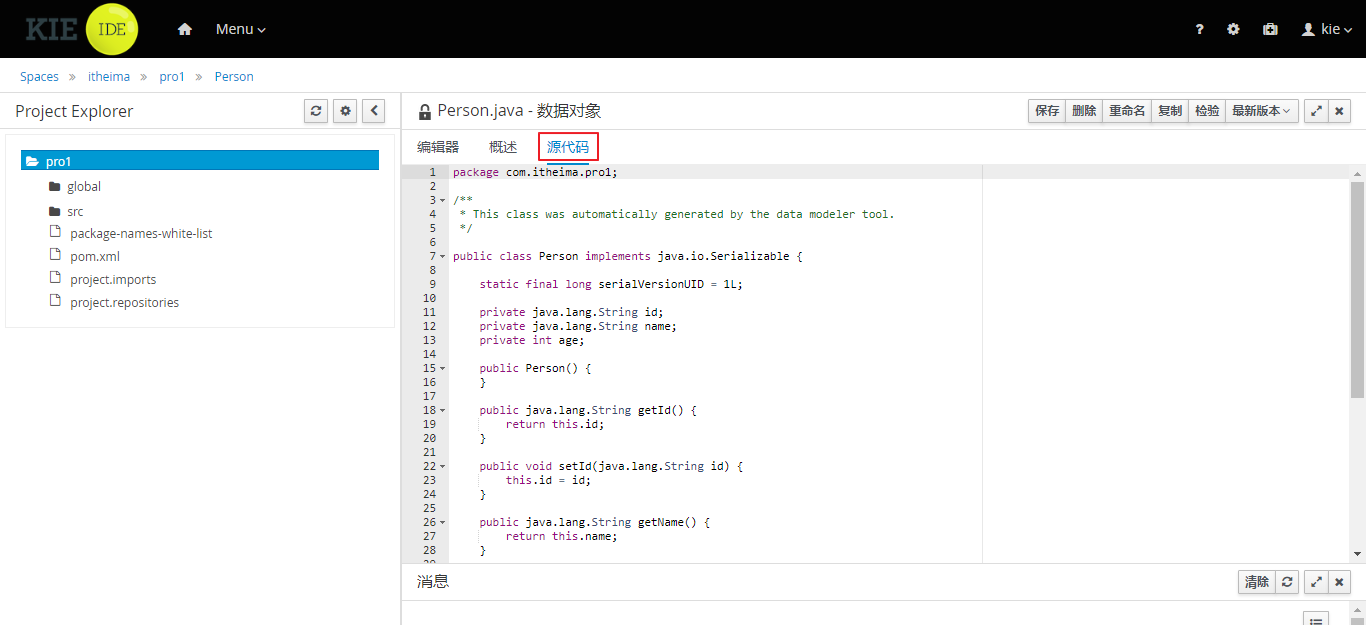 KIE IDE Menu ? kie
Spaces » itheima » pro1 » Person
Project Explorer
pro1
global
src
package-names-white-list
pom.xml
project.imports
project.repositories
Person.java - 数据对象 保存 删除 重命名 复制 检验 最新版本
编辑器 概述 源代码
1 package com.itheima.pro1;
2
3 /**
4 * This class was automatically generated by the data modeler tool.
5 */
6
7 public class Person implements java.io.Serializable {
8
9 static final long serialVersionUID = 1L;
10
11 private java.lang.String id;
12 private java.lang.String name;
13 private int age;
14
15 public Person() {
16 }
17
18 public java.lang.String getId() {
19 return this.id;
20 }
21
22 public void setId(java.lang.String id) {
23 this.id = id;
24 }
25
26 public java.lang.String getName() {
27 return this.name;
28 }
29
消息 清除